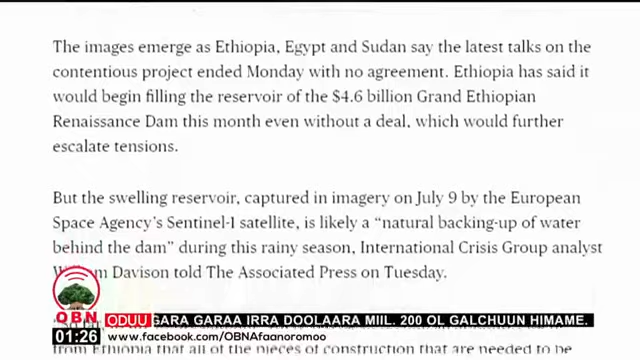 The images emerge as Ethiopia, Egypt and Sudan say the latest talks on the
contentious project ended Monday with no agreement. Ethiopia has said it
would begin filling the reservoir of the $4.6 billion Grand Ethiopian
Renaissance Dam this month even without a deal, which would further
escalate tensions.
But the swelling reservoir, captured in imagery on July 9 by the European
Space Agency's Sentinel-1 satellite, is likely a “natural backing-up of water
behind the dam” during this rainy season, International Crisis Group analyst
Davison told The Associated Press on Tuesday.
OBN
ODUU GARA GARAA IRRA DOOLAARA MIIL. 200 OL GALCHUUN HIMAME.
01:26 www.facebook.com/OBNAfaanoromoo
from Ethiopia that all of the pieces of construction that are needed to be